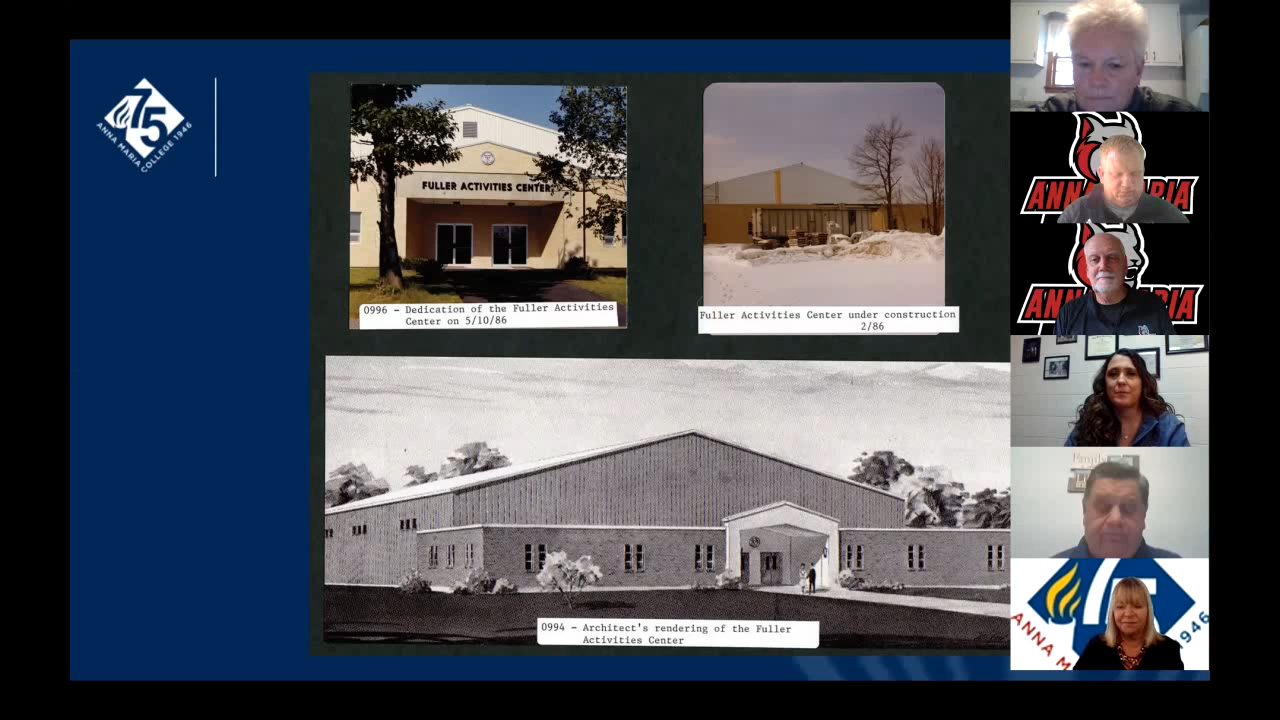 75
ANNA MARIA COLLEGE 1946
FULLER ACTIVITIES CENTER
0996 - Dedication of the Fuller Activities
Center on 5/10/86
Fuller Activities Center under construction
2/86
0994 - Architect's rendering of the Fuller
Activities Center
ANNA MARIA
ANNA MARIA
75
ANNA MA
1946